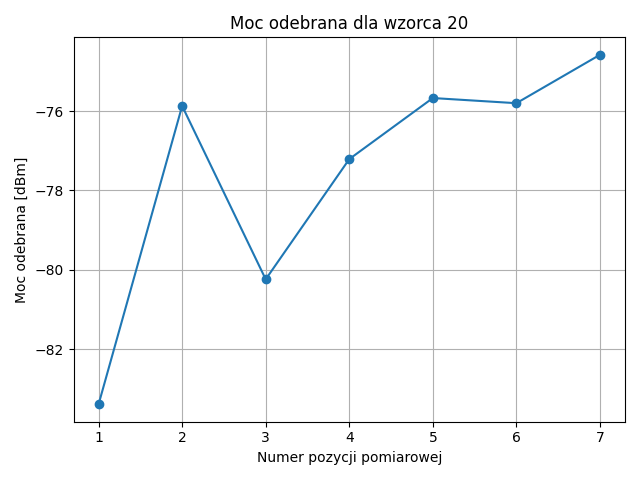 Moc odebrana dla wzorca 20
Moc odebrana [dBm]
−76
−78
−80
−82
1 2 3 4 5 6 7
Numer pozycji pomiarowej